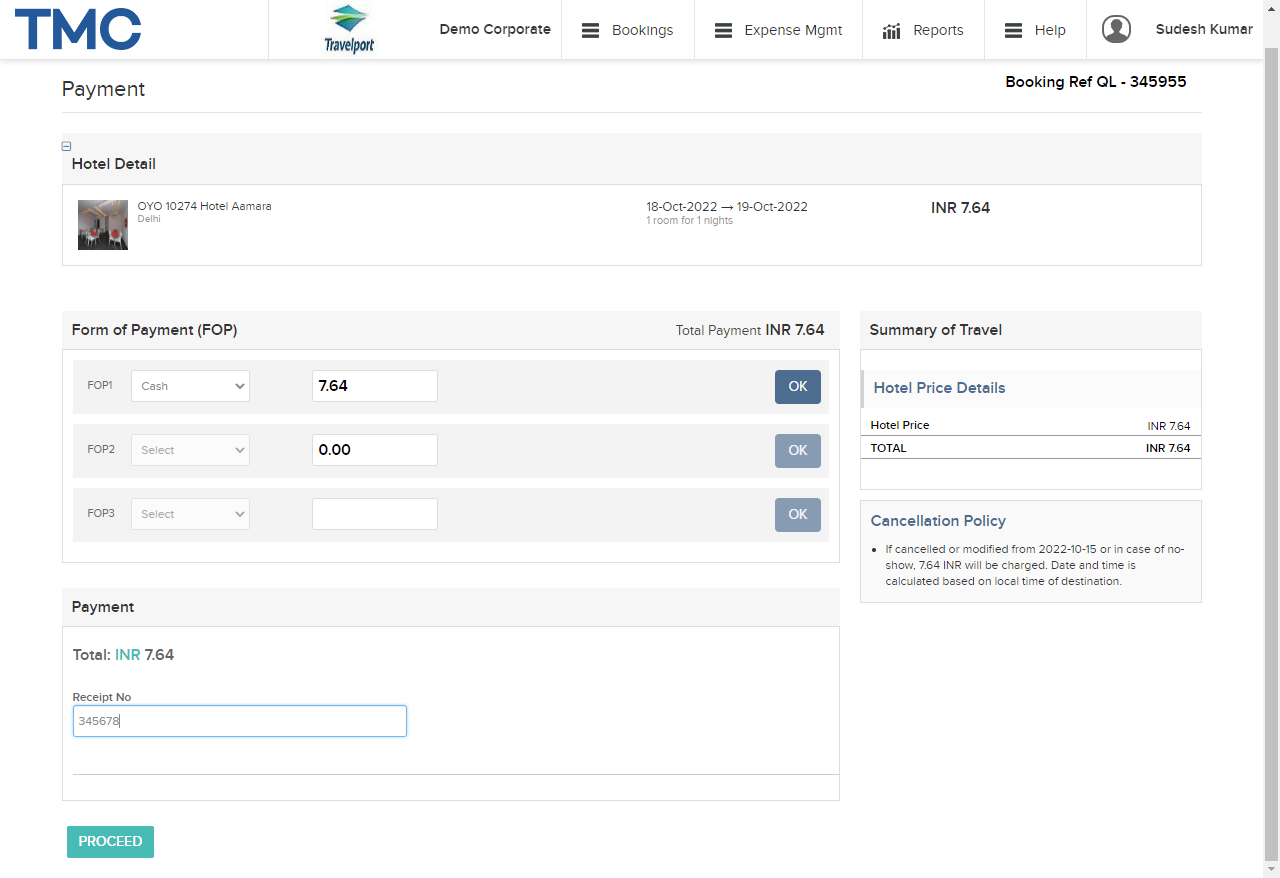 TMC
Travelport
Demo Corporate
Bookings
Expense Mgmt
Reports
Help
Sudesh Kumar
Payment
Booking Ref QL - 345955
Hotel Detail
OYO 10274 Hotel Aamara
Delhi
18-Oct-2022 → 19-Oct-2022
1 room for 1 nights
INR 7.64
Form of Payment (FOP)
Total Payment INR 7.64
FOP1 Cash 7.64 OK
FOP2 Select 0.00 OK
FOP3 Select OK
Summary of Travel
Hotel Price Details
Hotel Price INR 7.64
TOTAL INR 7.64
Cancellation Policy
• If cancelled or modified from 2022-10-15 or in case of no-
show, 7.64 INR will be charged. Date and time is
calculated based on local time of destination.
Payment
Total: INR 7.64
Receipt No
345678
PROCEED